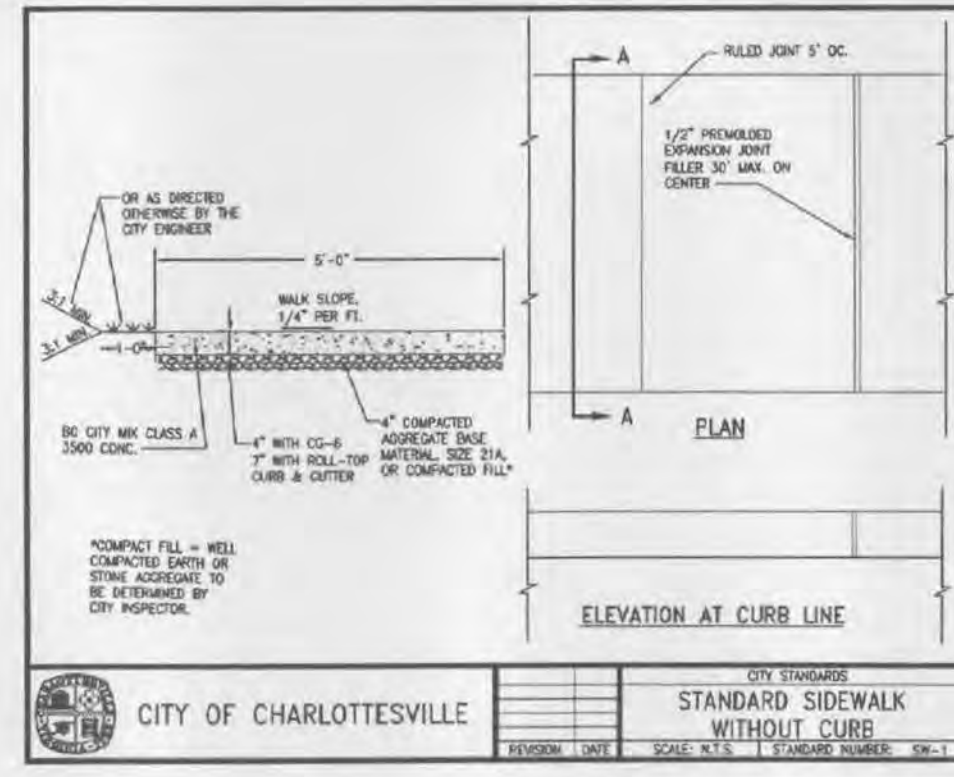 A
RULED JOINT 5' OC.
1/2" PREMOLDED
EXPANSION JOINT
FILLER 30' MAX. ON
CENTER
A
PLAN
OR AS DIRECTED
OTHERWISE BY THE
CITY ENGINEER
5'-0"
WALK SLOPE,
1/4" PER FT.
3:1 MIN.
3:1 MIN.
1'-0"
BG CITY MIX CLASS A
3500 CONC.
4" WITH CG-6
7" WITH ROLL-TOP
CURB & GUTTER
4" COMPACTED
AGGREGATE BASE
MATERIAL, SIZE 21A,
OR COMPACTED FILL*
*COMPACT FILL = WELL
COMPACTED EARTH OR
STONE AGGREGATE TO
BE DETERMINED BY
CITY INSPECTOR.
ELEVATION AT CURB LINE
CITY OF CHARLOTTESVILLE
REVISION DATE
CITY STANDARDS
STANDARD SIDEWALK
WITHOUT CURB
SCALE: N.T.S. STANDARD NUMBER: SW-1